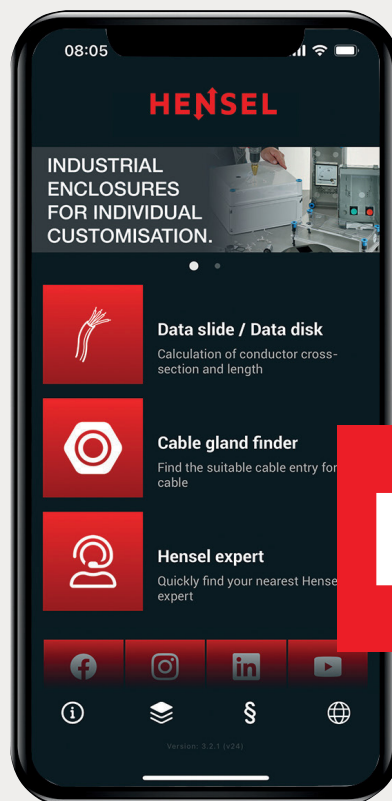 08:05
HENSEL
INDUSTRIAL
ENCLOSURES
FOR INDIVIDUAL
CUSTOMISATION.
Data slide / Data disk
Calculation of conductor cross-
section and length
Cable gland finder
Find the suitable cable entry for
cable
Hensel expert
Quickly find your nearest Hense
expert
in
§
Version: 3.2.1 (v24)